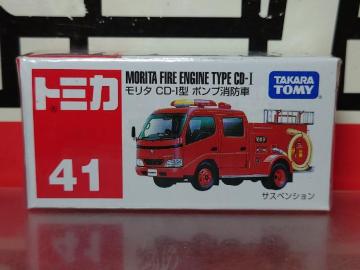 トミカ
41
MORITA FIRE ENGINE TYPE CD-I
モリタ CD-I型 ポンプ消防車
TAKARA
TOMY
サスペンション